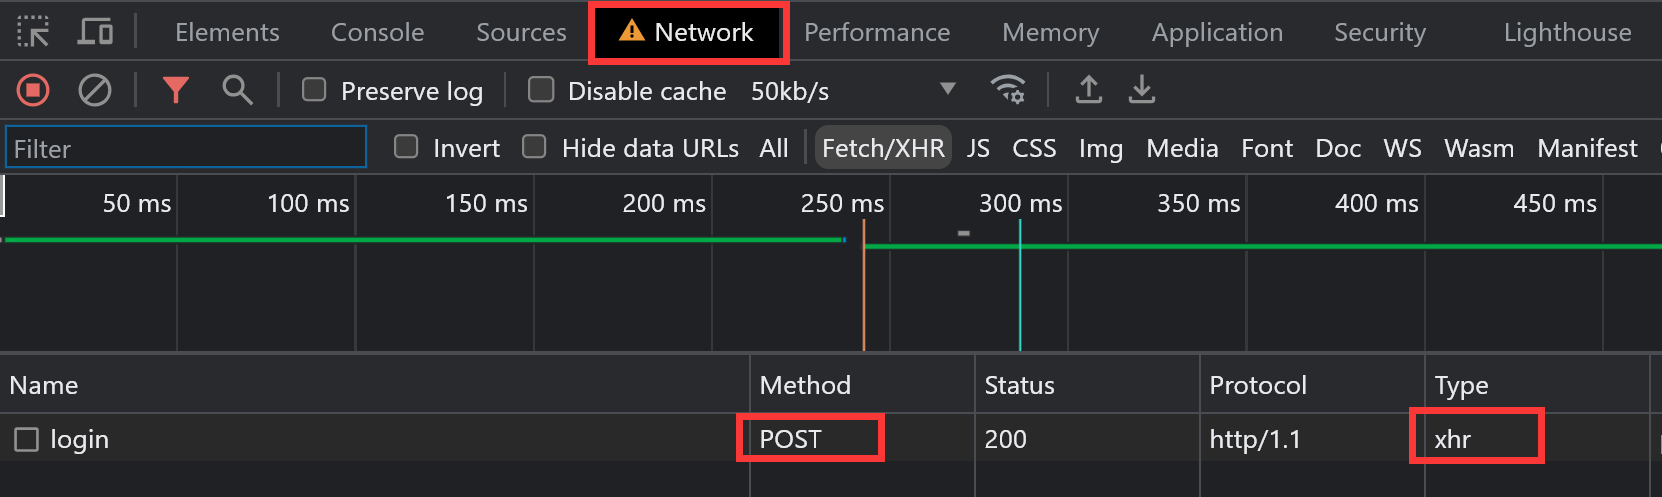 Elements Console Sources Network Performance Memory Application Security Lighthouse
Preserve log Disable cache 50kb/s
Filter Invert Hide data URLs All Fetch/XHR JS CSS Img Media Font Doc WS Wasm Manifest
50 ms 100 ms 150 ms 200 ms 250 ms 300 ms 350 ms 400 ms 450 ms
Name Method Status Protocol Type
login POST 200 http/1.1 xhr